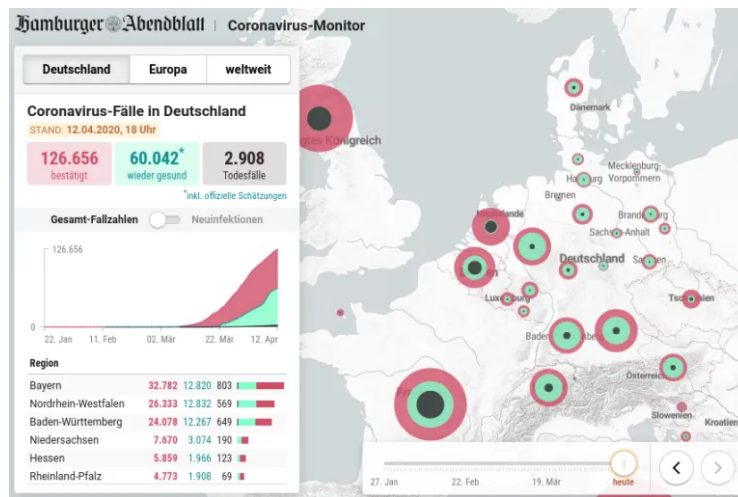 Hamburger Abendblatt | Coronavirus-Monitor
Deutschland Europa weltweit
Coronavirus-Fälle in Deutschland
STAND: 12.04.2020, 18 Uhr
126.656 60.042* 2.908
bestätigt wieder gesund Todesfälle
*inkl. offizielle Schätzungen
Gesamt-Fallzahlen Neuinfektionen
126.656
0
22. Jan 11. Feb 02. Mär 22. Mär 12. Apr
Region
Bayern 32.782 12.820 803
Nordrhein-Westfalen 26.333 12.832 569
Baden-Württemberg 24.078 12.267 649
Niedersachsen 7.670 3.074 190
Hessen 5.859 1.966 123
Rheinland-Pfalz 4.773 1.908 69
Königreich
Dänemark
Mecklenburg-
Vorpommern
Hamburg
Bremen
Niederlande
Brandenburg
Sachsen-Anhalt
Deutschland
Sachsen
Luxemburg
Tschechien
Österreich
Slowenien
Kroatien
27. Jan 22. Feb 19. Mär heute